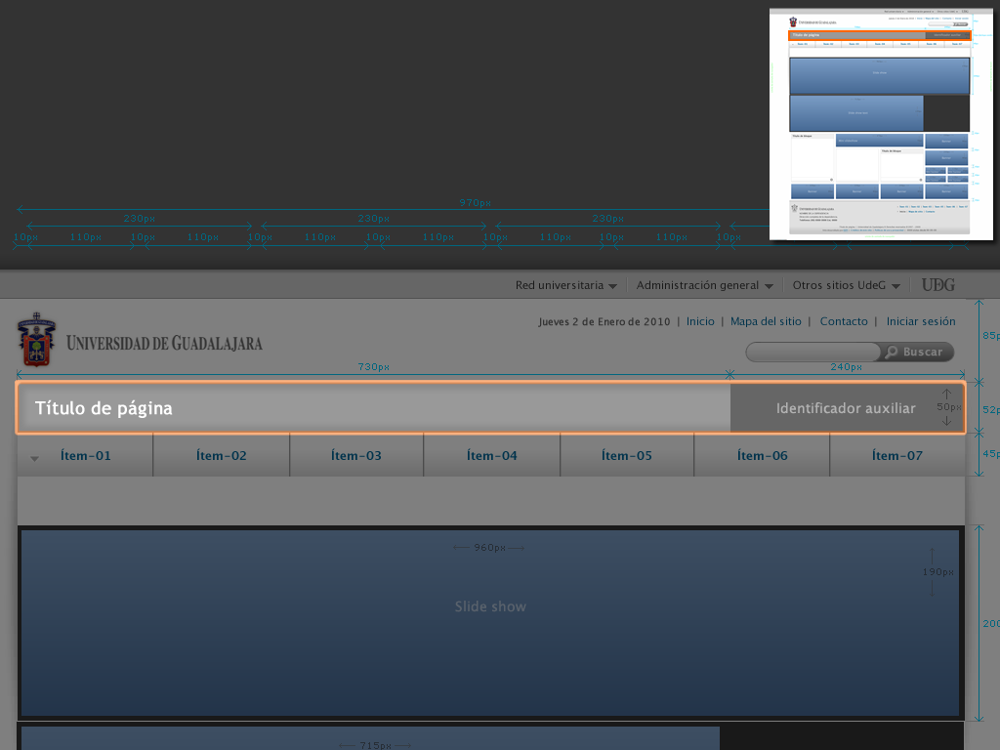 970px
230px 230px 230px
10px 110px 10px 110px 10px 110px 10px 110px 10px 110px 10px 110px 10px
Red universitaria Administración general Otros sitios UdeG UDG
Jueves 2 de Enero de 2010 | Inicio | Mapa del sitio | Contacto | Iniciar sesión
85p
UNIVERSIDAD DE GUADALAJARA
Buscar
730px 240px
Título de página Identificador auxiliar 50px 52p
Ítem-01 Ítem-02 Ítem-03 Ítem-04 Ítem-05 Ítem-06 Ítem-07 45p
960px
190px
Slide show
200
715px